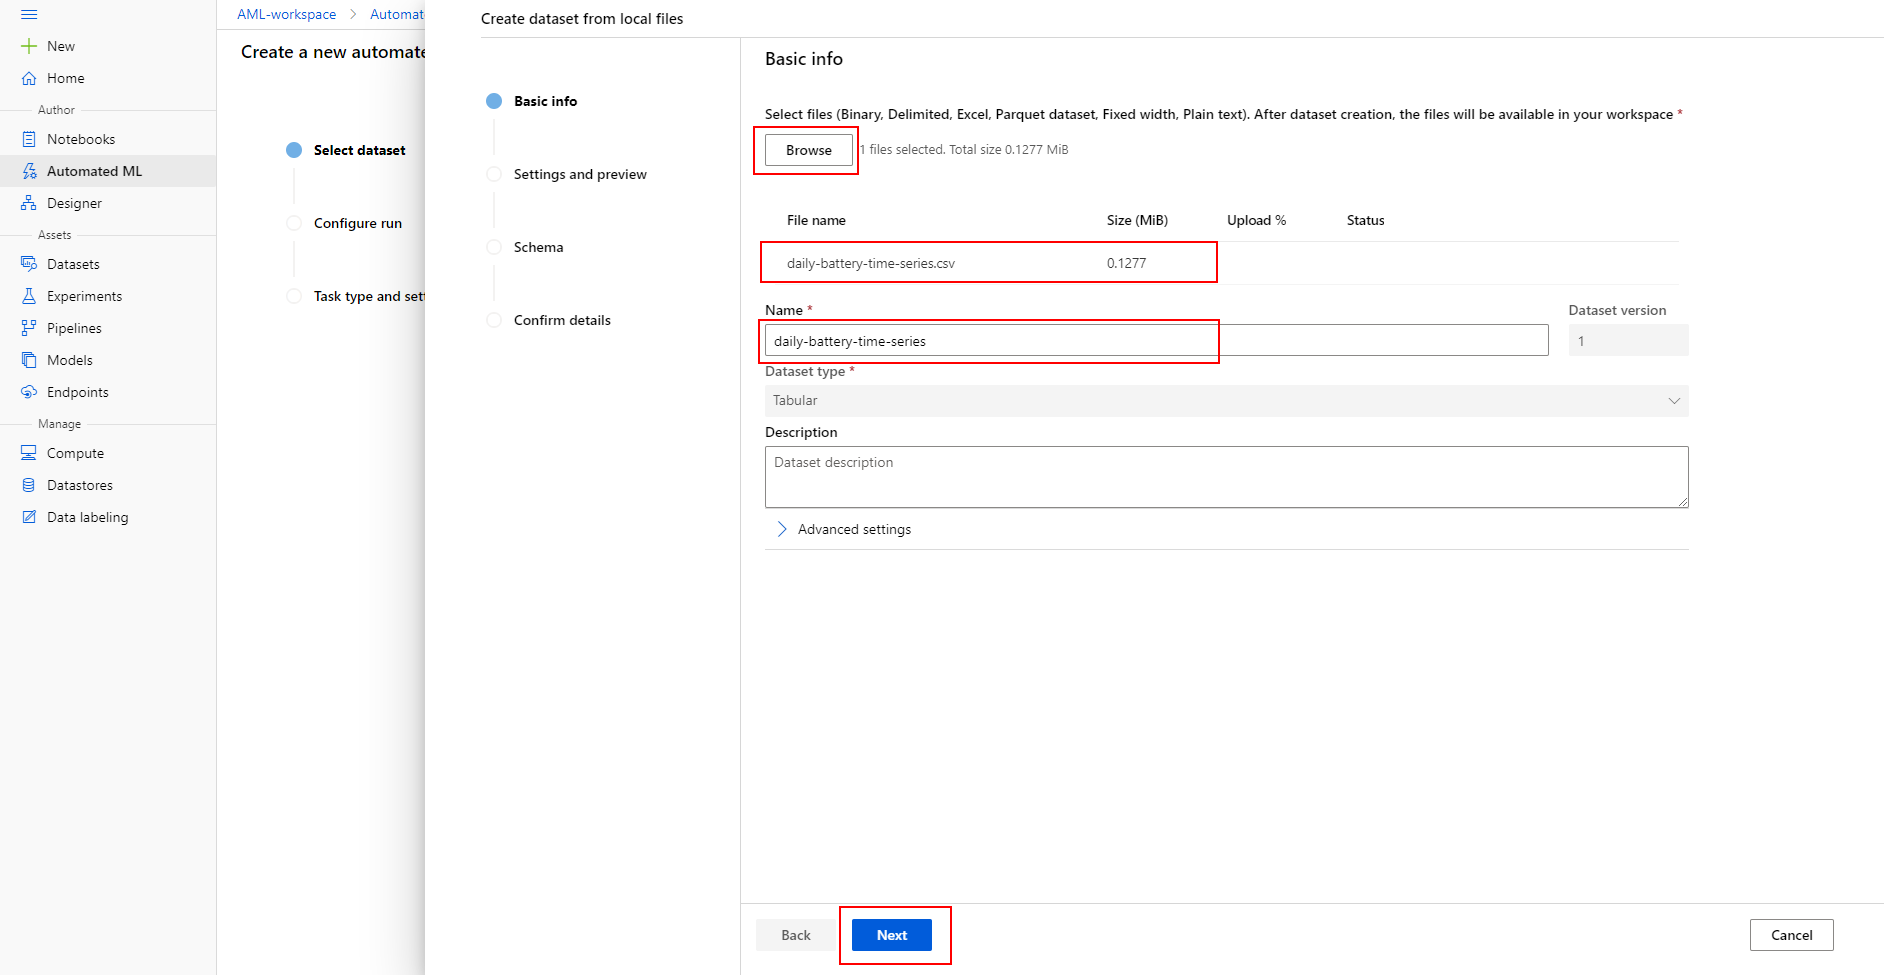 New
Home
Author
Notebooks
Automated ML
Designer
Assets
Datasets
Experiments
Pipelines
Models
Endpoints
Manage
Compute
Datastores
Data labeling
AML-workspace > Automat
Create a new automate
Select dataset
Configure run
Task type and sett
Create dataset from local files
Basic info
Settings and preview
Schema
Confirm details
Basic info
Select files (Binary, Delimited, Excel, Parquet dataset, Fixed width, Plain text). After dataset creation, the files will be available in your workspace *
Browse 1 files selected. Total size 0.1277 MiB
File name Size (MiB) Upload % Status
daily-battery-time-series.csv 0.1277
Name * Dataset version
daily-battery-time-series 1
Dataset type *
Tabular
Description
Dataset description
Advanced settings
Back Next Cancel